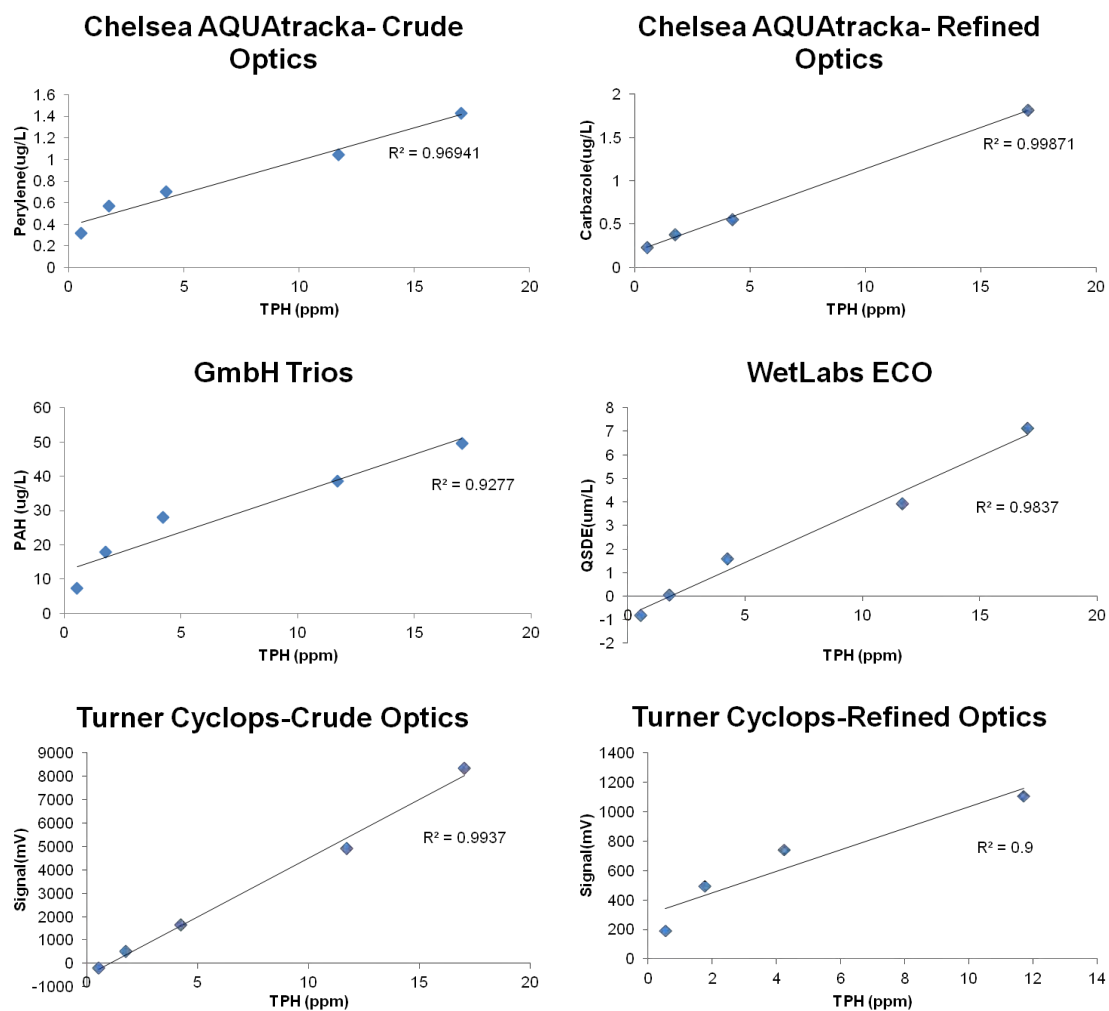 Chelsea AQUAtracka- Crude
Optics
Perylene(ug/L)
1.6
1.4
1.2
1
0.8
0.6
0.4
0.2
0
R² = 0.96941
0 5 10 15 20
TPH (ppm)
Chelsea AQUAtracka- Refined
Optics
Carbazole(ug/L)
2
1.5
1
0.5
0
R² = 0.99871
0 5 10 15 20
TPH (ppm)
GmbH Trios
PAH (ug/L)
60
50
40
30
20
10
0
R² = 0.9277
0 5 10 15 20
TPH (ppm)
WetLabs ECO
QSDE(um/L)
8
7
6
5
4
3
2
1
0
-1
-2
R² = 0.9837
0 5 10 15 20
TPH (ppm)
Turner Cyclops-Crude Optics
Signal(mV)
9000
8000
7000
6000
5000
4000
3000
2000
1000
0
-1000
R² = 0.9937
0 5 10 15 20
TPH (ppm)
Turner Cyclops-Refined Optics
Signal(mV)
1400
1200
1000
800
600
400
200
0
R² = 0.9
0 2 4 6 8 10 12 14
TPH (ppm)